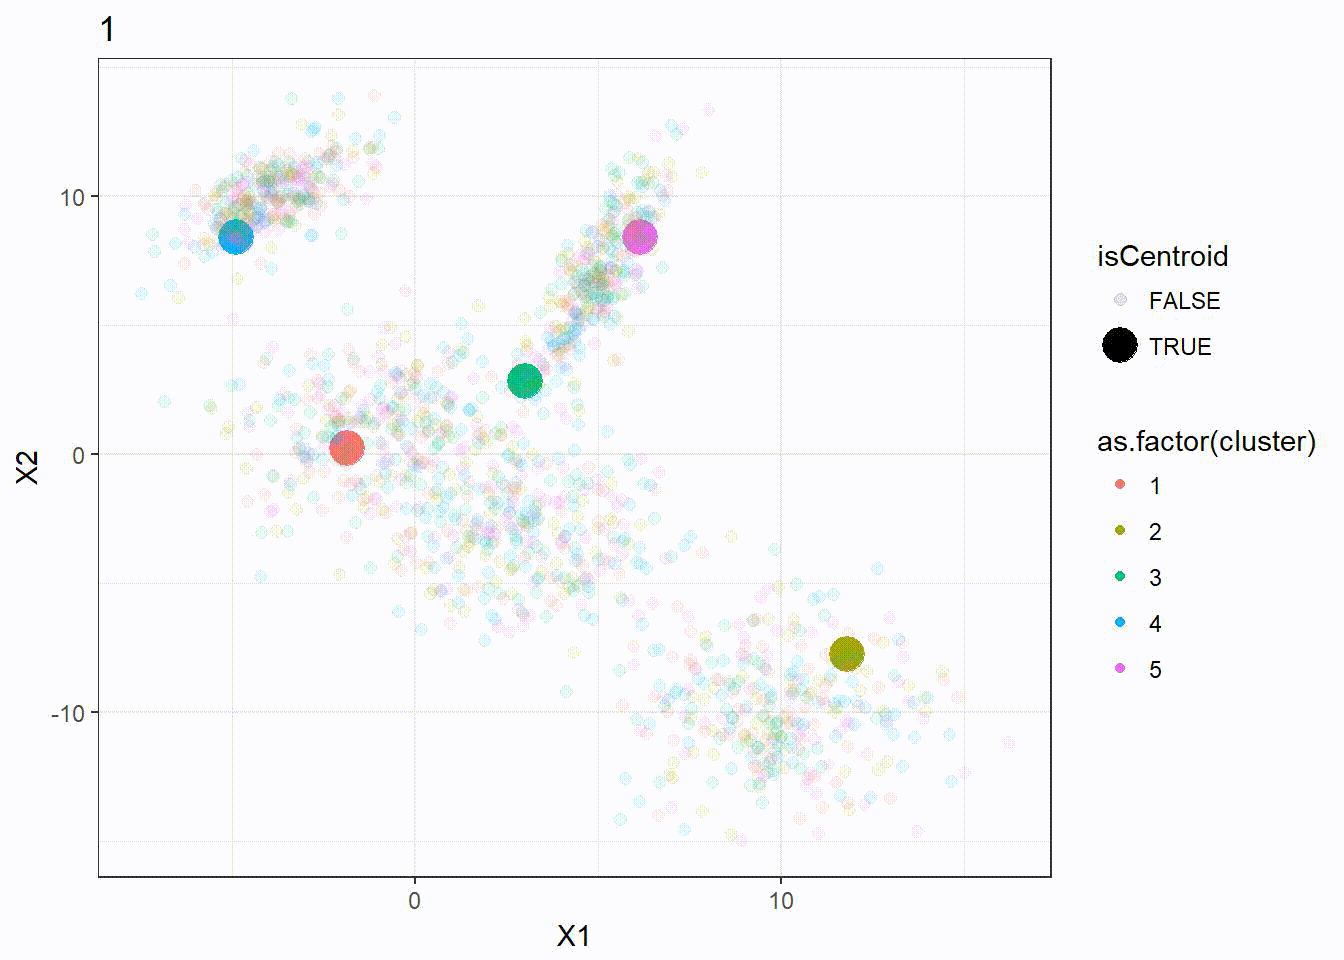 1
X2
10
0
-10
0
10
X1
isCentroid
FALSE
TRUE
as.factor(cluster)
1
2
3
4
5